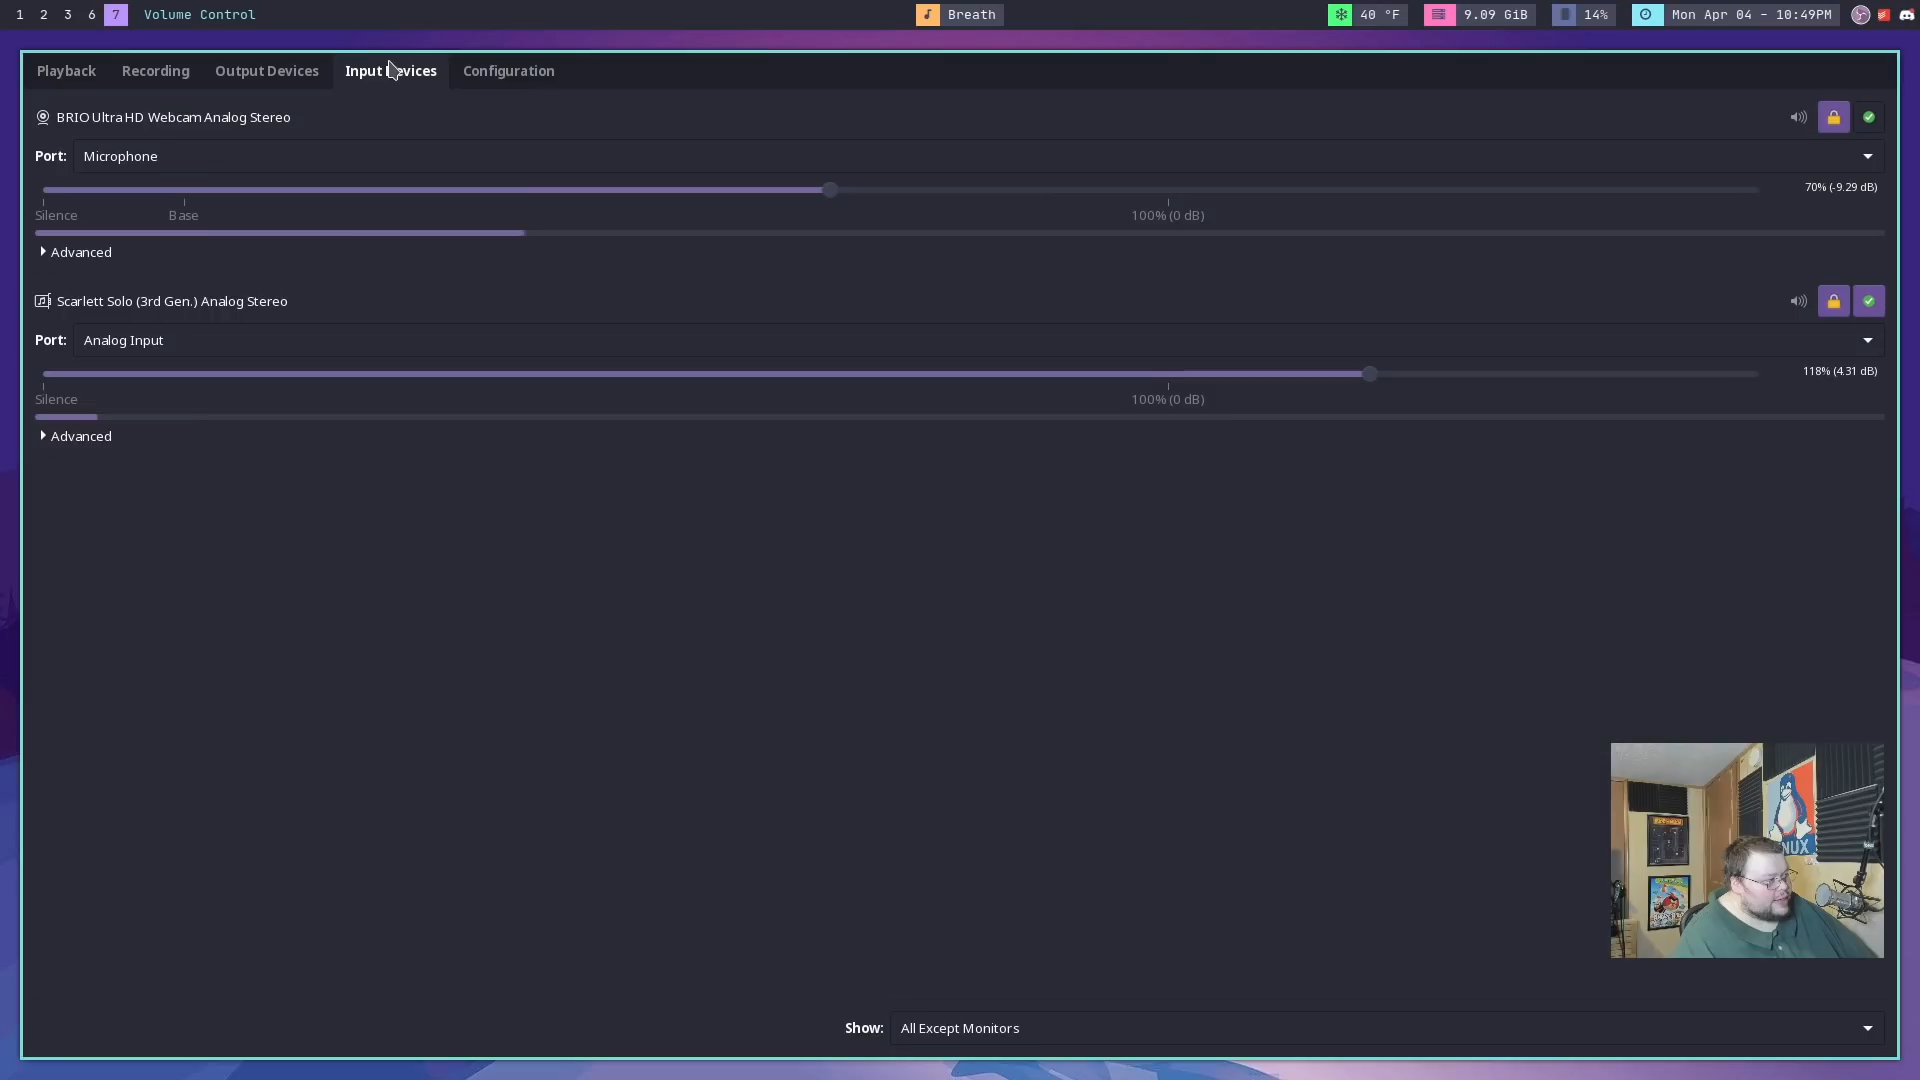 1 2 3 6 7 Volume Control Breath 40 °F 9.09 GiB 14% Mon Apr 04 - 10:49PM
Playback Recording Output Devices Input Devices Configuration
BRIO Ultra HD Webcam Analog Stereo
Port: Microphone
70% (-9.29 dB)
Silence Base 100% (0 dB)
Advanced
Scarlett Solo (3rd Gen.) Analog Stereo
Port: Analog Input
118% (4.31 dB)
Silence 100% (0 dB)
Advanced
NUX
Show: All Except Monitors